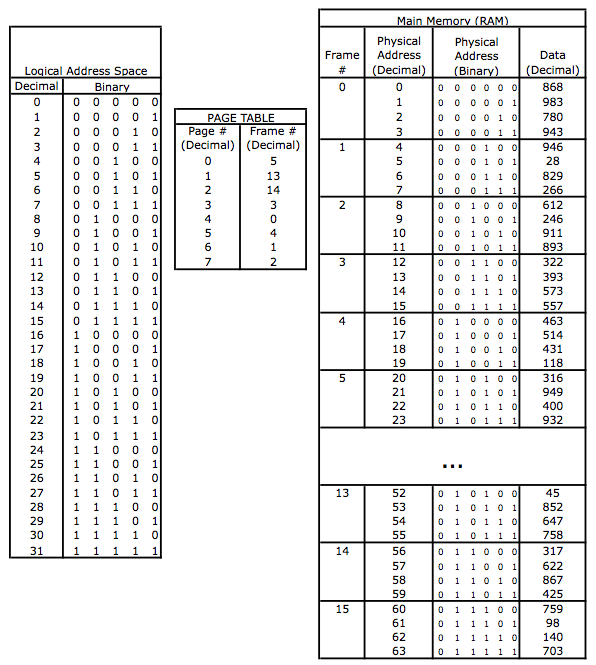 Logical Address Space
Decimal Binary
0 0 0 0 0 0
1 0 0 0 0 1
2 0 0 0 1 0
3 0 0 0 1 1
4 0 0 1 0 0
5 0 0 1 0 1
6 0 0 1 1 0
7 0 0 1 1 1
8 0 1 0 0 0
9 0 1 0 0 1
10 0 1 0 1 0
11 0 1 0 1 1
12 0 1 1 0 0
13 0 1 1 0 1
14 0 1 1 1 0
15 0 1 1 1 1
16 1 0 0 0 0
17 1 0 0 0 1
18 1 0 0 1 0
19 1 0 0 1 1
20 1 0 1 0 0
21 1 0 1 0 1
22 1 0 1 1 0
23 1 0 1 1 1
24 1 1 0 0 0
25 1 1 0 0 1
26 1 1 0 1 0
27 1 1 0 1 1
28 1 1 1 0 0
29 1 1 1 0 1
30 1 1 1 1 0
31 1 1 1 1 1
PAGE TABLE
Page # Frame #
(Decimal) (Decimal)
0 5
1 13
2 14
3 3
4 0
5 4
6 1
7 2
Main Memory (RAM)
Physical Physical
Frame Address Address Data
# (Decimal) (Binary) (Decimal)
0 0 0 0 0 0 0 0 868
1 0 0 0 0 0 1 983
2 0 0 0 0 1 0 780
3 0 0 0 0 1 1 943
1 4 0 0 0 1 0 0 946
5 0 0 0 1 0 1 28
6 0 0 0 1 1 0 829
7 0 0 0 1 1 1 266
2 8 0 0 1 0 0 0 612
9 0 0 1 0 0 1 246
10 0 0 1 0 1 0 911
11 0 0 1 0 1 1 893
3 12 0 0 1 1 0 0 322
13 0 0 1 1 0 1 393
14 0 0 1 1 1 0 573
15 0 0 1 1 1 1 557
4 16 0 1 0 0 0 0 463
17 0 1 0 0 0 1 514
18 0 1 0 0 1 0 431
19 0 1 0 0 1 1 118
5 20 0 1 0 1 0 0 316
21 0 1 0 1 0 1 949
22 0 1 0 1 1 0 400
23 0 1 0 1 1 1 932
...
13 52 0 1 0 1 0 0 45
53 0 1 0 1 0 1 852
54 0 1 0 1 1 0 647
55 0 1 0 1 1 1 758
14 56 0 1 1 0 0 0 317
57 0 1 1 0 0 1 622
58 0 1 1 0 1 0 867
59 0 1 1 0 1 1 425
15 60 0 1 1 1 0 0 759
61 0 1 1 1 0 1 98
62 0 1 1 1 1 0 140
63 0 1 1 1 1 1 703